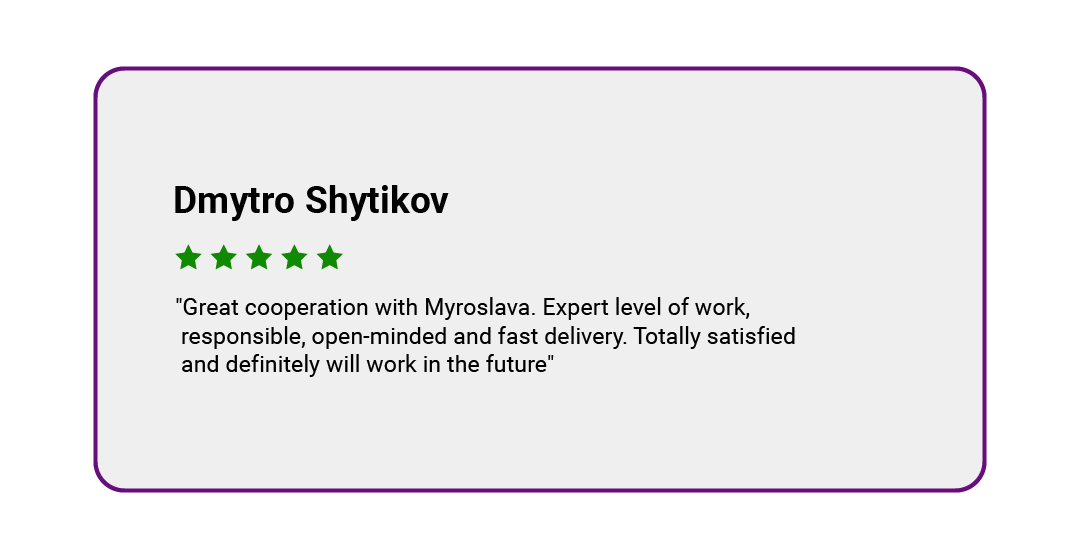 Dmytro Shytikov
"Great cooperation with Myroslava. Expert level of work,
responsible, open-minded and fast delivery. Totally satisfied
and definitely will work in the future"